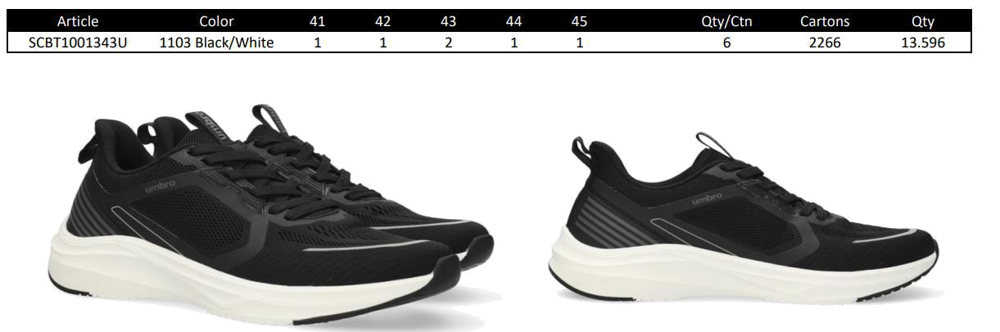 Article Color 41 42 43 44 45 Qty/Ctn Cartons Qty
SCBT1001343U 1103 Black/White 1 1 2 1 1 6 2266 13.596
umbro
umbro
umbro